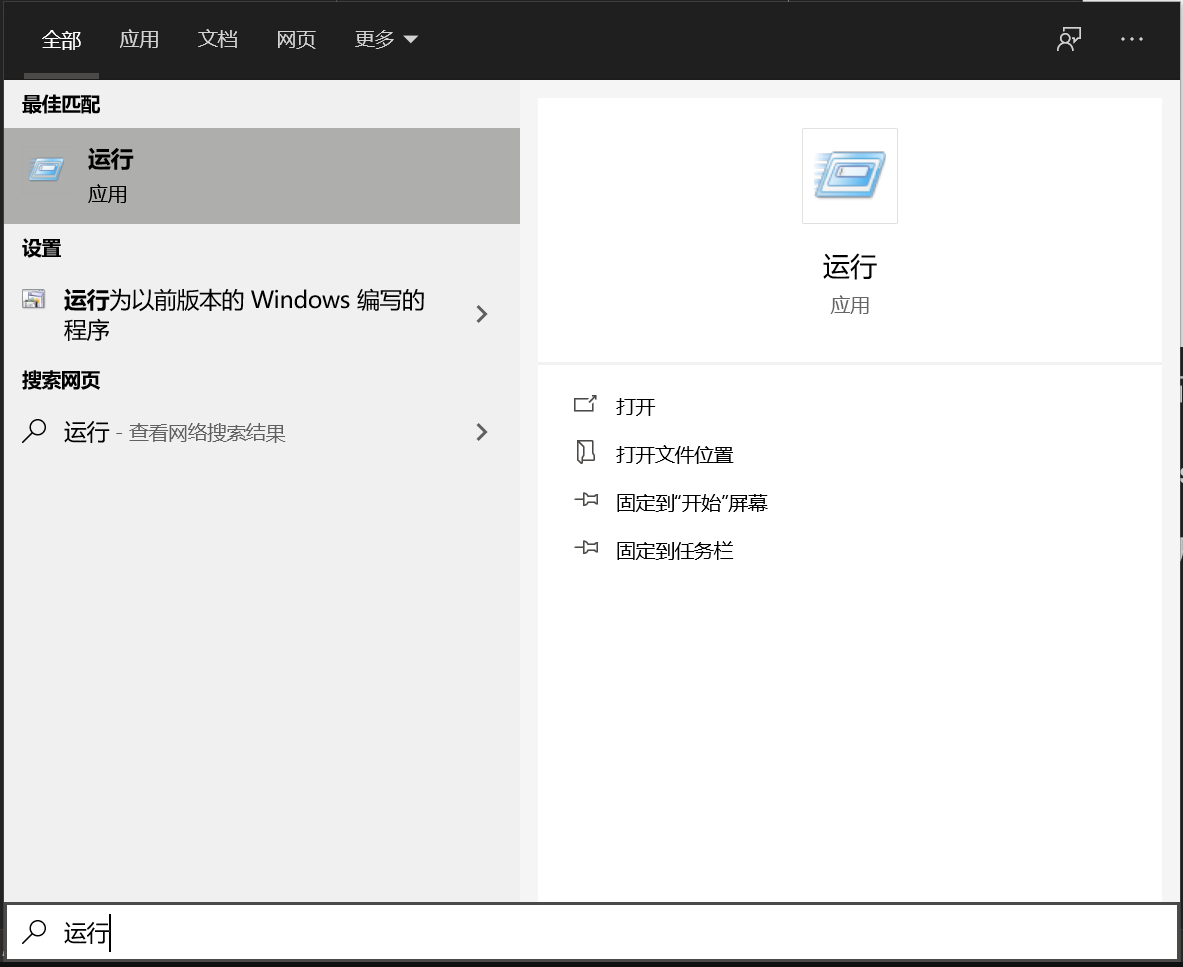 全部 应用 文档 网页 更多
最佳匹配
运行
应用
设置
运行为以前版本的 Windows 编写的
程序
搜索网页
运行 - 查看网络搜索结果
运行
应用
打开
打开文件位置
固定到“开始”屏幕
固定到任务栏
运行